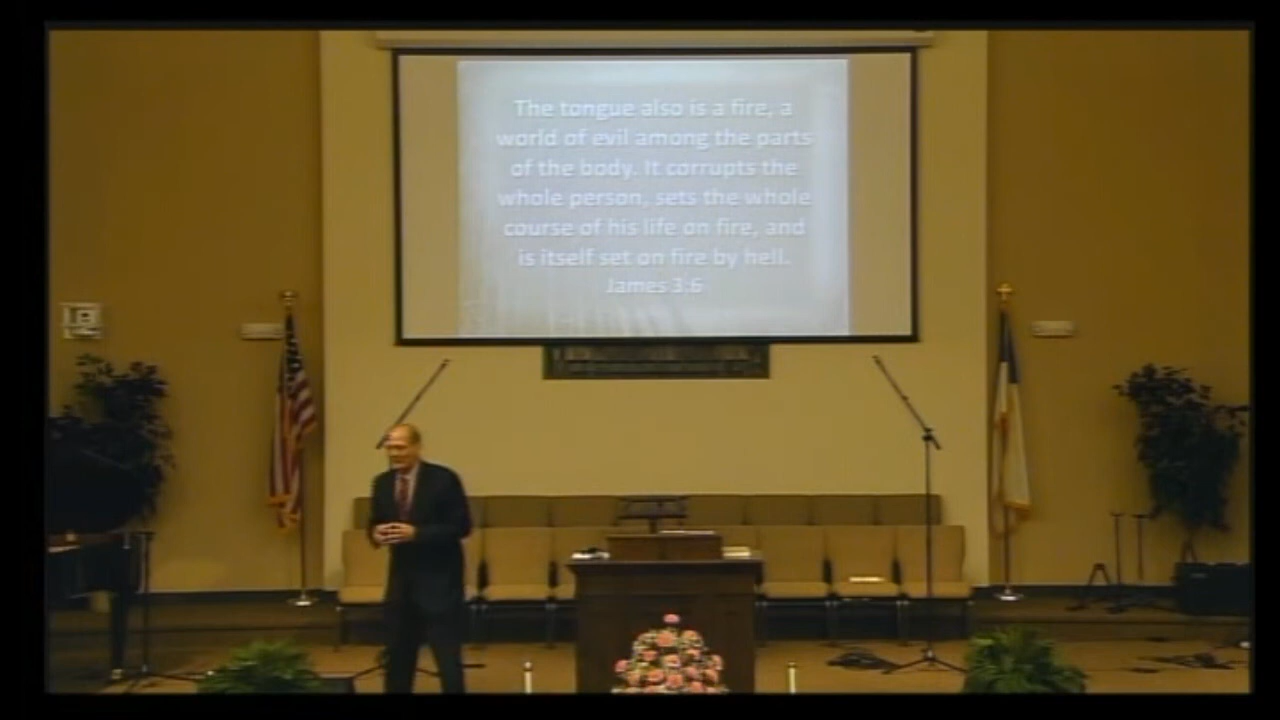 The tongue also is a fire, a
world of evil among the parts
of the body. It corrupts the
whole person, sets the whole
course of his life on fire, and
is itself set on fire by hell.
James 3:6